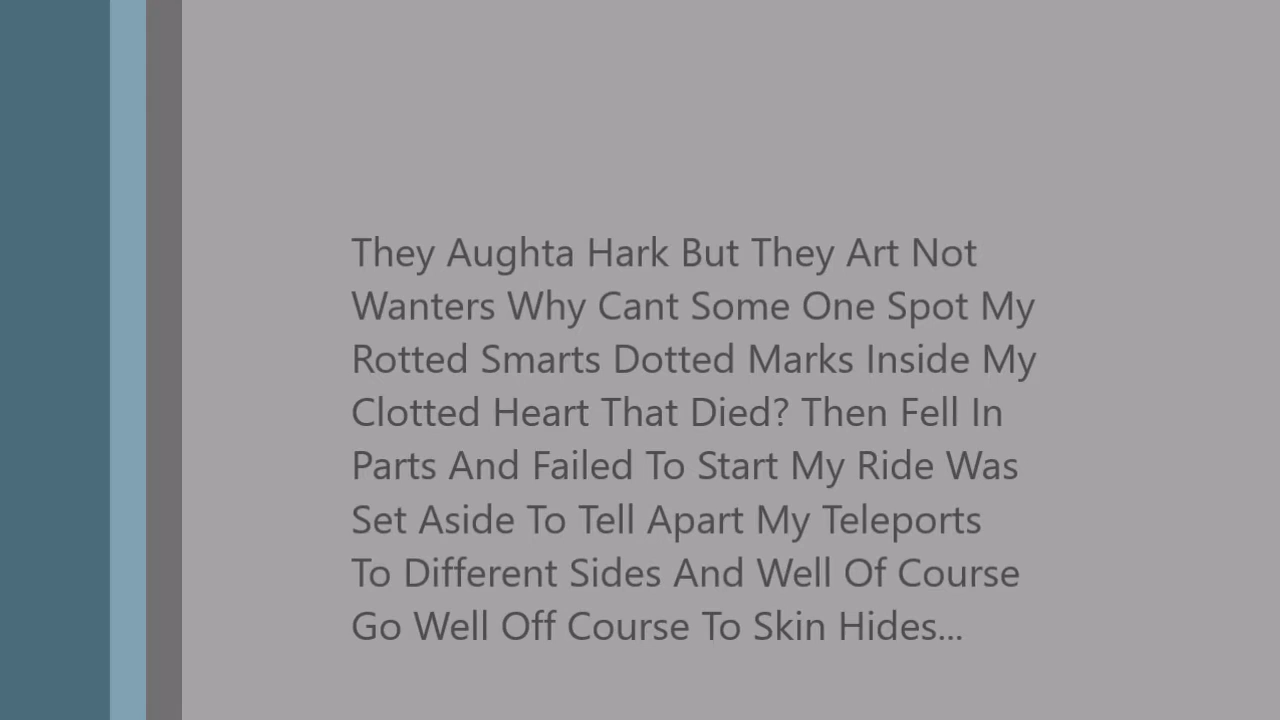 They Aughta Hark But They Art Not
Wanters Why Cant Some One Spot My
Rotted Smarts Dotted Marks Inside My
Clotted Heart That Died? Then Fell In
Parts And Failed To Start My Ride Was
Set Aside To Tell Apart My Teleports
To Different Sides And Well Of Course
Go Well Off Course To Skin Hides...